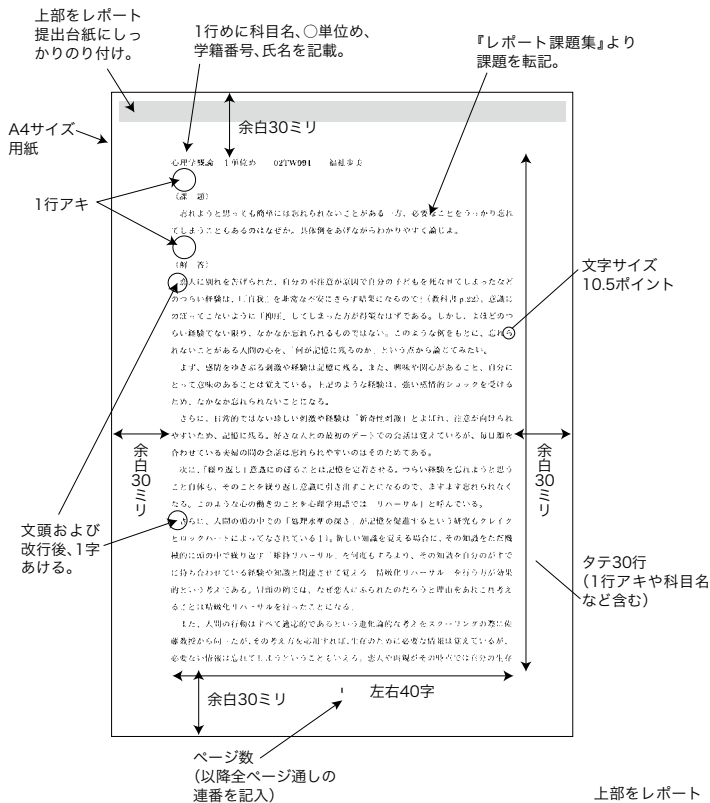 上部をレポート
提出台紙にしっ
かりのり付け。
1行めに科目名、○単位め、
学籍番号、氏名を記載。
『レポート課題集』より
課題を転記。
A4サイズ
用紙
余白30ミリ
心理学概論 1単位め 02TW991 福祉歩夫
1行アキ
(課 題)
忘れようと思っても簡単には忘れられないことがある一方、必要なことをうっかり忘れ
てしまうこともあるのはなぜか。具体例をあげながらわかりやすく論じよ。
(解 答)
恋人に別れを告げられた、自分の不注意が原因で自分の子どもを死なせてしまったなど
のつらい経験は、「「自我」を非常な不安にさらす結果になるので」(教科書p.22)、意識に
のぼってこないように「抑圧」してしまった方が得策なはずである。しかし、よほどのつ
らい経験でない限り、なかなか忘れられるものではない。このような例をもとに、忘れら
れないことがある人間の心を、「何が記憶に残るのか」という点から論じてみたい。
まず、感情をゆさぶる刺激や経験は記憶に残る。また、興味や関心があること、自分に
とって意味のあることは覚えている。上記のような経験は、強い感情的ショックを受ける
ため、なかなか忘れられないことになる。
さらに、日常的ではない珍しい刺激や経験は「新奇性刺激」とよばれ、注意が向けられ
やすいため、記憶に残る。好きな人との最初のデートでの会話は覚えているが、毎日顔を
合わせている夫婦の間の会話は忘れられやすいのはそのためである。
次に、「繰り返し」意識にのぼることは記憶を定着させる。つらい経験を忘れようと思う
こと自体も、そのことを繰り返し意識に引き出すことになるので、ますます忘れられなく
なる。このような心の働きのことを心理学用語では「リハーサル」と呼んでいる。
さらに、人間の頭の中での「処理水準の深さ」が記憶を促進するという研究もクレイク
とロックハートによってなされている1)。新しい知識を覚える場合に、その知識をただ機
械的に頭の中で繰り返す「維持リハーサル」を何度もするより、その知識を自分のすで
に持ち合わせている経験や知識と関連させて覚える「精緻化リハーサル」を行う方が効果
的という考えである。冒頭の例では、なぜ恋人にふられたのだろうと理由をあれこれ考え
ることは精緻化リハーサルを行ったことになる。
また、人間の行動はすべて適応的であるという進化論的な考えをスクーリングの際に佐
藤教授から伺ったが、その考え方を応用すれば、生存のために必要な情報は覚えているが、
必要ない情報は忘れてしまうということもいえる。恋人や両親がその時点では自分の生存
文字サイズ
10.5ポイント
余白30ミリ
余白30ミリ
文頭および
改行後、1字
あける。
タテ30行
(1行アキや科目名
など含む)
余白30ミリ
左右40字
1
ページ数
(以降全ページ通しの
連番を記入)
上部をレポート